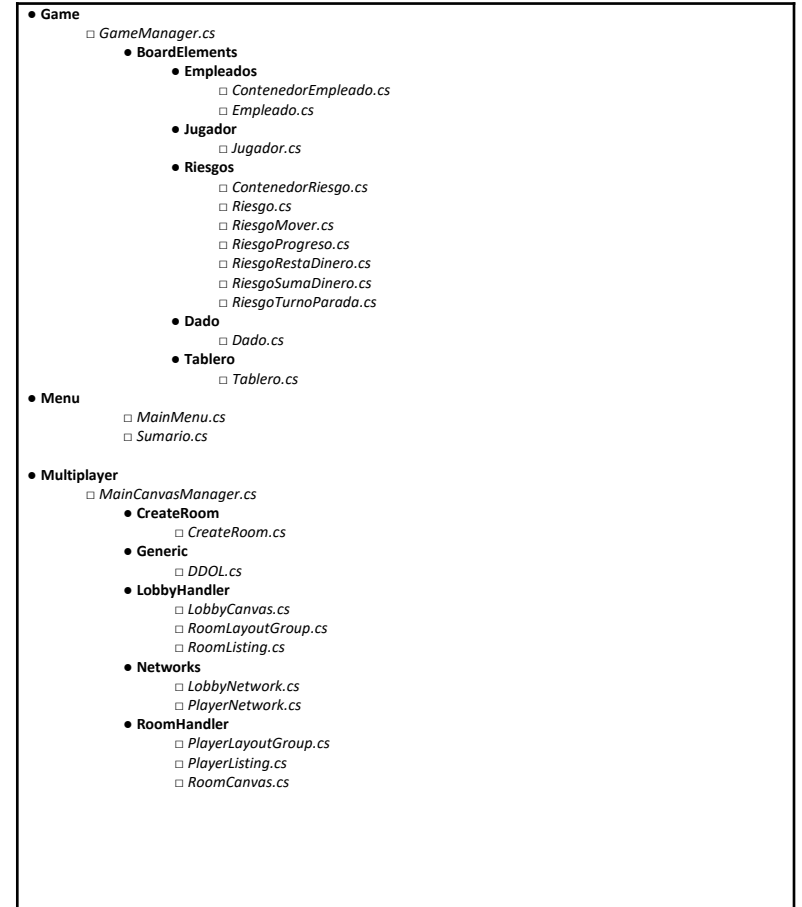 ● Game
□ GameManager.cs
● BoardElements
● Empleados
□ ContenedorEmpleado.cs
□ Empleado.cs
● Jugador
□ Jugador.cs
● Riesgos
□ ContenedorRiesgo.cs
□ Riesgo.cs
□ RiesgoMover.cs
□ RiesgoProgreso.cs
□ RiesgoRestaDinero.cs
□ RiesgoSumaDinero.cs
□ RiesgoTurnoParada.cs
● Dado
□ Dado.cs
● Tablero
□ Tablero.cs
● Menu
□ MainMenu.cs
□ Sumario.cs
● Multiplayer
□ MainCanvasManager.cs
● CreateRoom
□ CreateRoom.cs
● Generic
□ DDOL.cs
● LobbyHandler
□ LobbyCanvas.cs
□ RoomLayoutGroup.cs
□ RoomListing.cs
● Networks
□ LobbyNetwork.cs
□ PlayerNetwork.cs
● RoomHandler
□ PlayerLayoutGroup.cs
□ PlayerListing.cs
□ RoomCanvas.cs